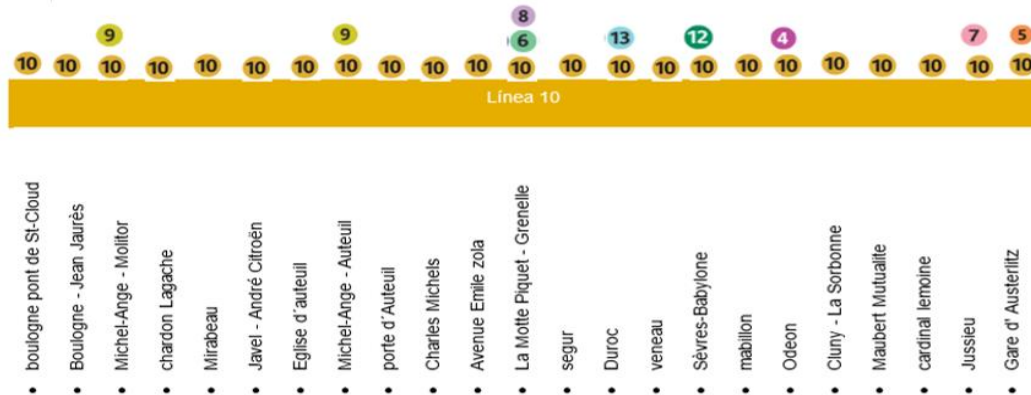 8
9 9 6 13 12 4 7 5
10 10 10 10 10 10 10 10 10 10 10 10 10 10 10 10 10 10 10 10 10 10 10
Línea 10
boulogne pont de St-Cloud
Boulogne - Jean Jaurès
Michel-Ange - Molitor
chardon Lagache
Mirabeau
Javel - André Citroën
Eglise d´auteuil
Michel-Ange - Auteuil
porte d´Auteuil
Charles Michels
Avenue Emile zola
La Motte Piquet - Grenelle
segur
Duroc
veneau
Sèvres-Babylone
mabillon
Odeon
Cluny - La Sorbonne
Maubert Mutualite
cardinal lemoine
Jussieu
Gare d' Austerlitz